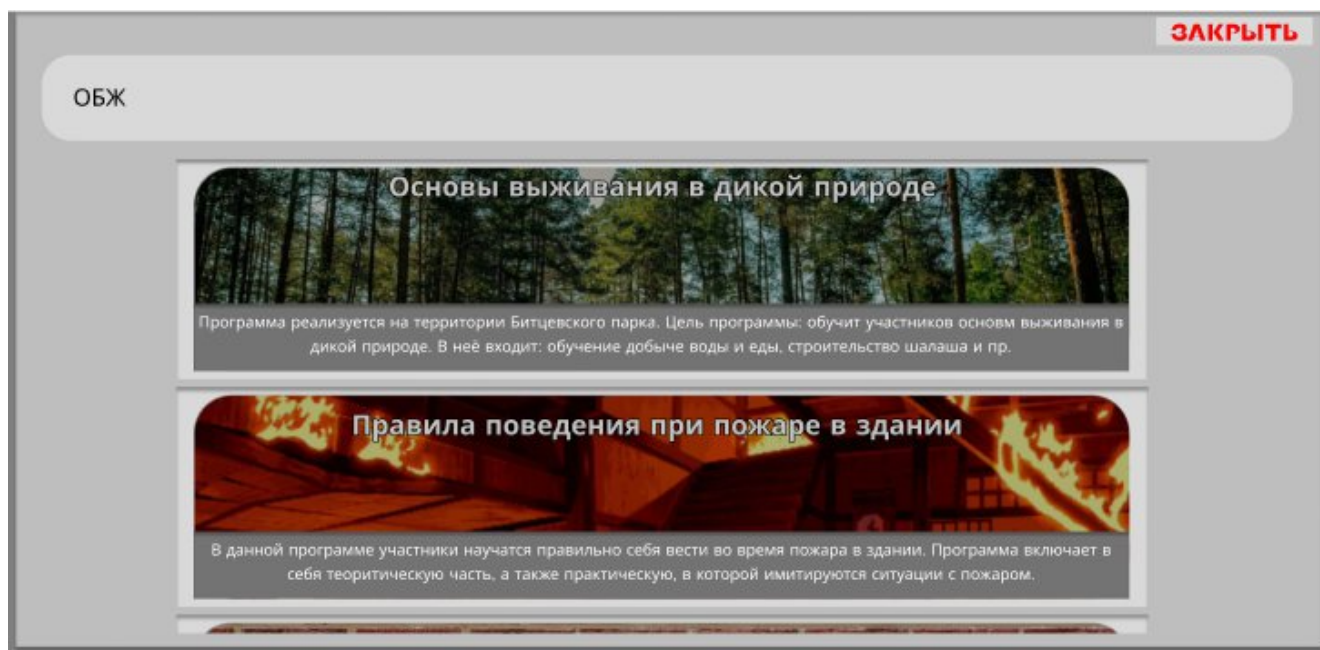 ЗАКРЫТЬ
ОБЖ
Основы выживания в дикой природе
Программа реализуется на территории Битцевского парка. Цель программы: обучит участников основм выживания в
дикой природе. В неё входит: обучение добыче воды и еды, строительство шалаша и пр.
Правила поведения при пожаре в здании
В данной программе участники научатся правильно себя вести во время пожара в здании. Программа включает в
себя теоритическую часть, а также практическую, в которой имитируются ситуации с пожаром.